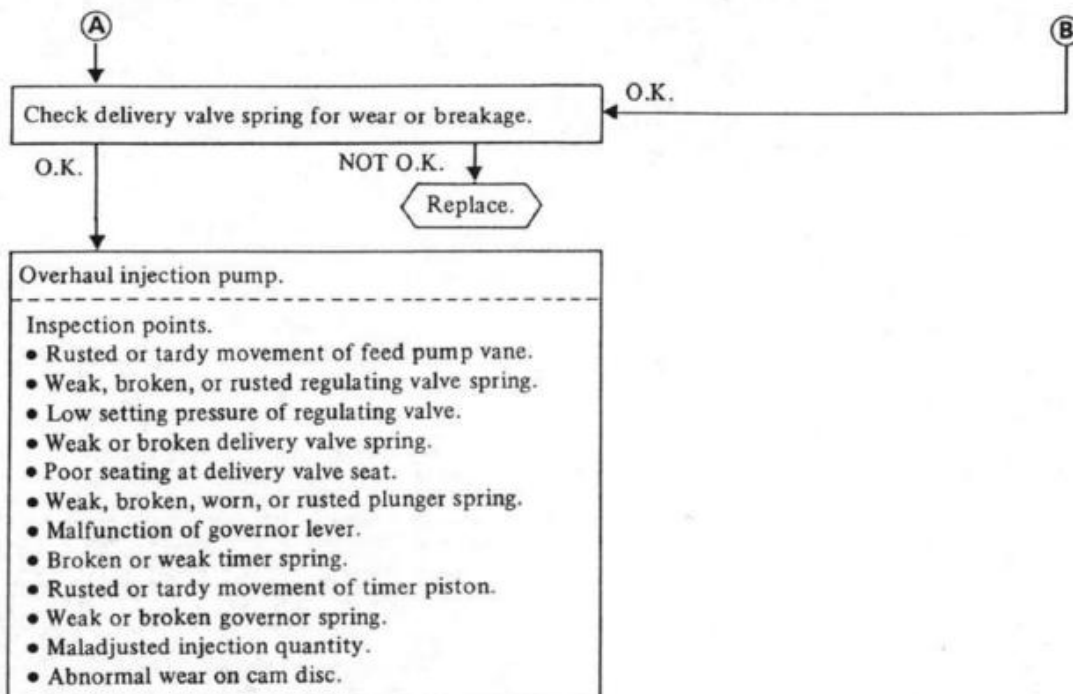 A
B
Check delivery valve spring for wear or breakage.
O.K.
O.K.
NOT O.K.
Replace.
Overhaul injection pump.
Inspection points.
• Rusted or tardy movement of feed pump vane.
• Weak, broken, or rusted regulating valve spring.
• Low setting pressure of regulating valve.
• Weak or broken delivery valve spring.
• Poor seating at delivery valve seat.
• Weak, broken, worn, or rusted plunger spring.
• Malfunction of governor lever.
• Broken or weak timer spring.
• Rusted or tardy movement of timer piston.
• Weak or broken governor spring.
• Maladjusted injection quantity.
• Abnormal wear on cam disc.